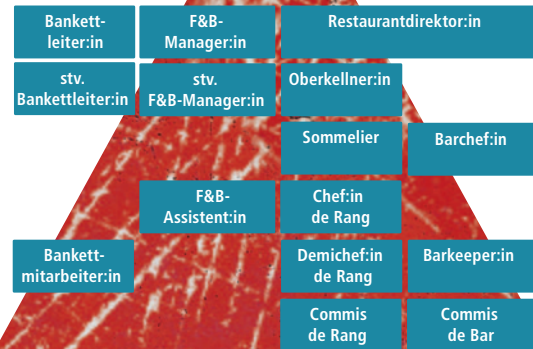 Bankett-
leiter:in
F&B-
Manager:in
Restaurantdirektor:in
stv.
Bankettleiter:in
stv.
F&B-Manager:in
Oberkellner:in
Sommelier
Barchef:in
F&B-
Assistent:in
Chef:in
de Rang
Bankett-
mitarbeiter:in
Demichef:in
de Rang
Barkeeper:in
Commis
de Rang
Commis
de Bar